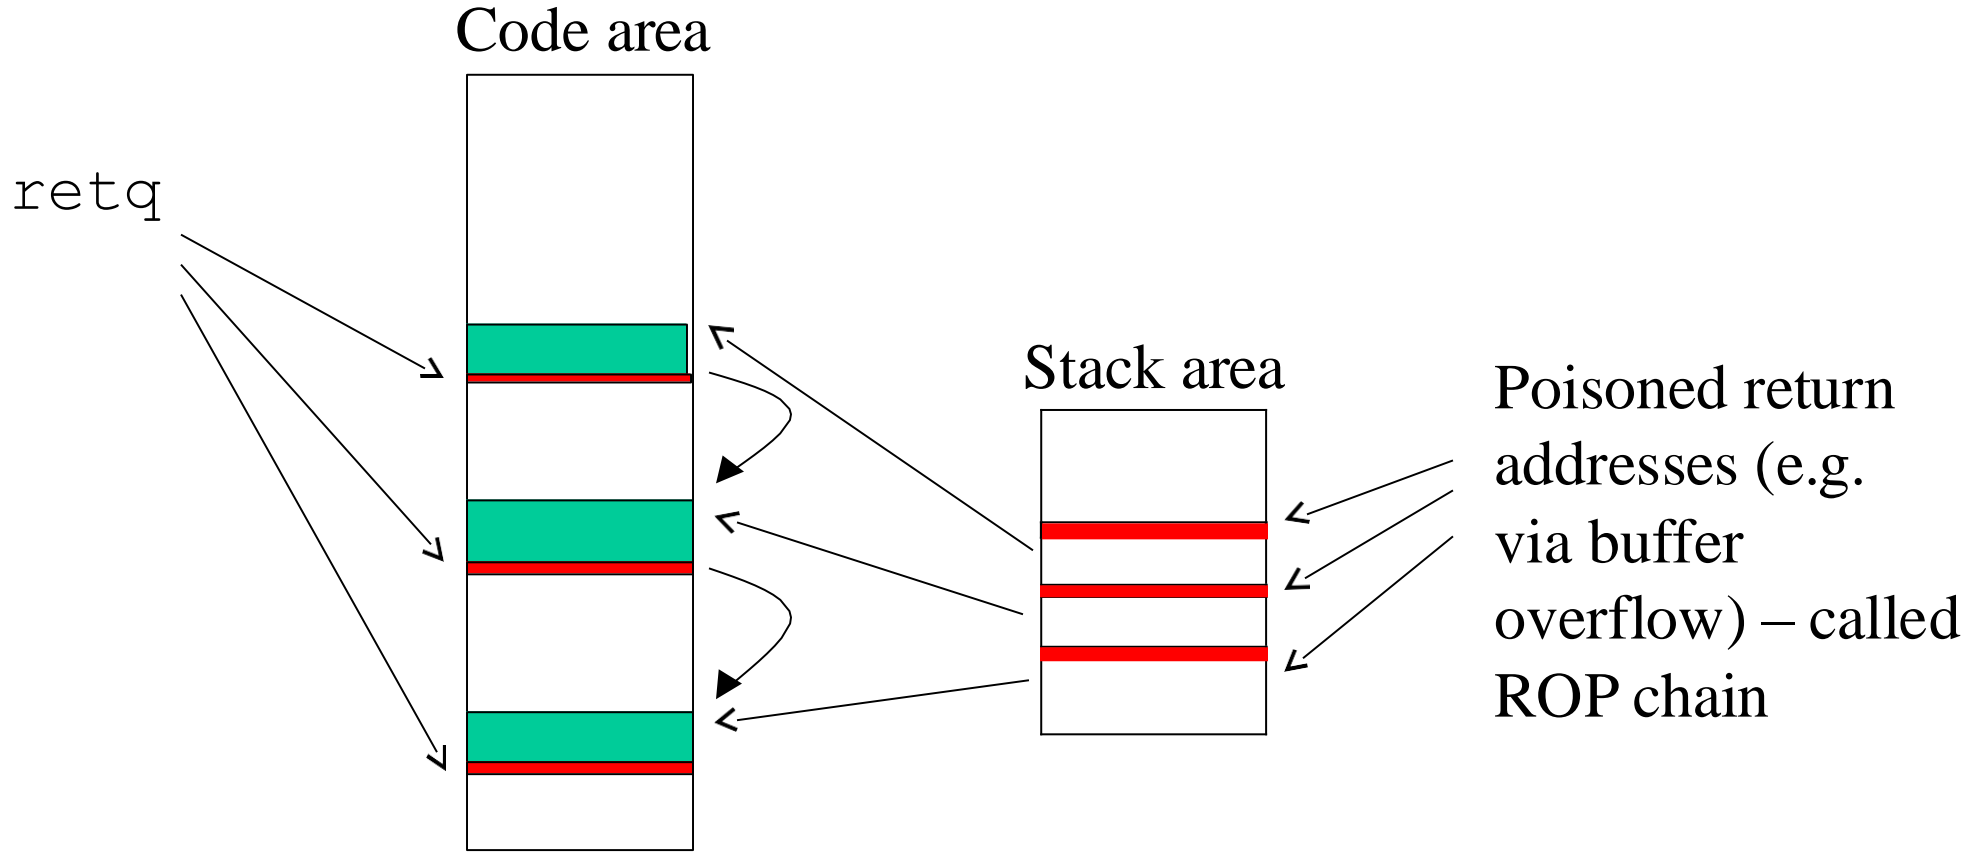 Code area
retq
Stack area
Poisoned return
addresses (e.g.
via buffer
overflow) – called
ROP chain